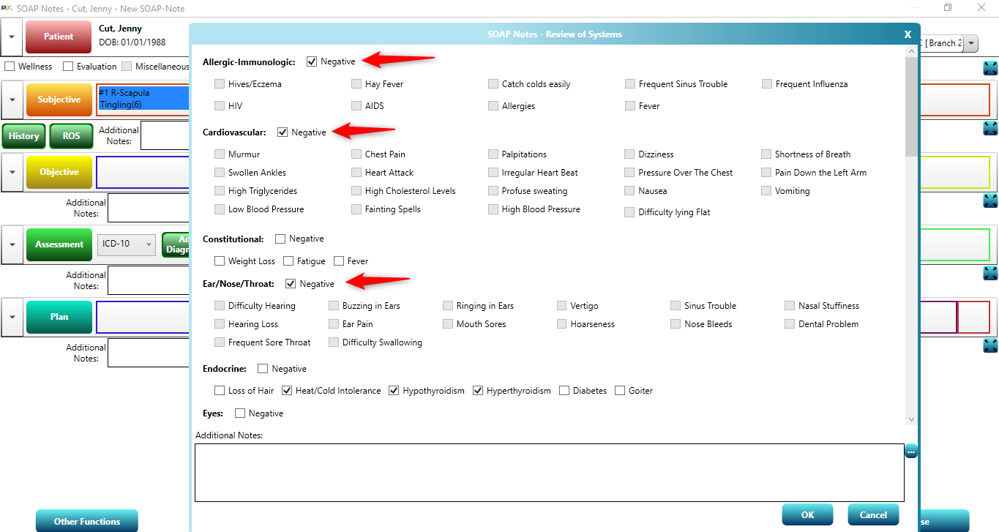 SOAP Notes - Cut, Jenny - New SOAP-Note
Patient
Cut, Jenny
DOB: 01/01/1988
[ Branch 2
Wellness Evaluation Miscellaneous
Subjective
#1 R-Scapula
Tingling(6)
History ROS Additional
Notes:
Objective
Additional
Notes:
Assessment ICD-10
Additional
Notes:
Plan
Additional
Notes:
Other Functions
SOAP Notes - Review of Systems X
Allergic-Immunologic: Negative
Hives/Eczema Hay Fever Catch colds easily Frequent Sinus Trouble Frequent Influenza
HIV AIDS Allergies Fever
Cardiovascular: Negative
Murmur Chest Pain Palpitations Dizziness Shortness of Breath
Swollen Ankles Heart Attack Irregular Heart Beat Pressure Over The Chest Pain Down the Left Arm
High Triglycerides High Cholesterol Levels Profuse sweating Nausea Vomiting
Low Blood Pressure Fainting Spells High Blood Pressure Difficulty lying Flat
Constitutional: Negative
Weight Loss Fatigue Fever
Ear/Nose/Throat: Negative
Difficulty Hearing Buzzing in Ears Ringing in Ears Vertigo Sinus Trouble Nasal Stuffiness
Hearing Loss Ear Pain Mouth Sores Hoarseness Nose Bleeds Dental Problem
Frequent Sore Throat Difficulty Swallowing
Endocrine: Negative
Loss of Hair Heat/Cold Intolerance Hypothyroidism Hyperthyroidism Diabetes Goiter
Eyes: Negative
Additional Notes:
...
OK Cancel